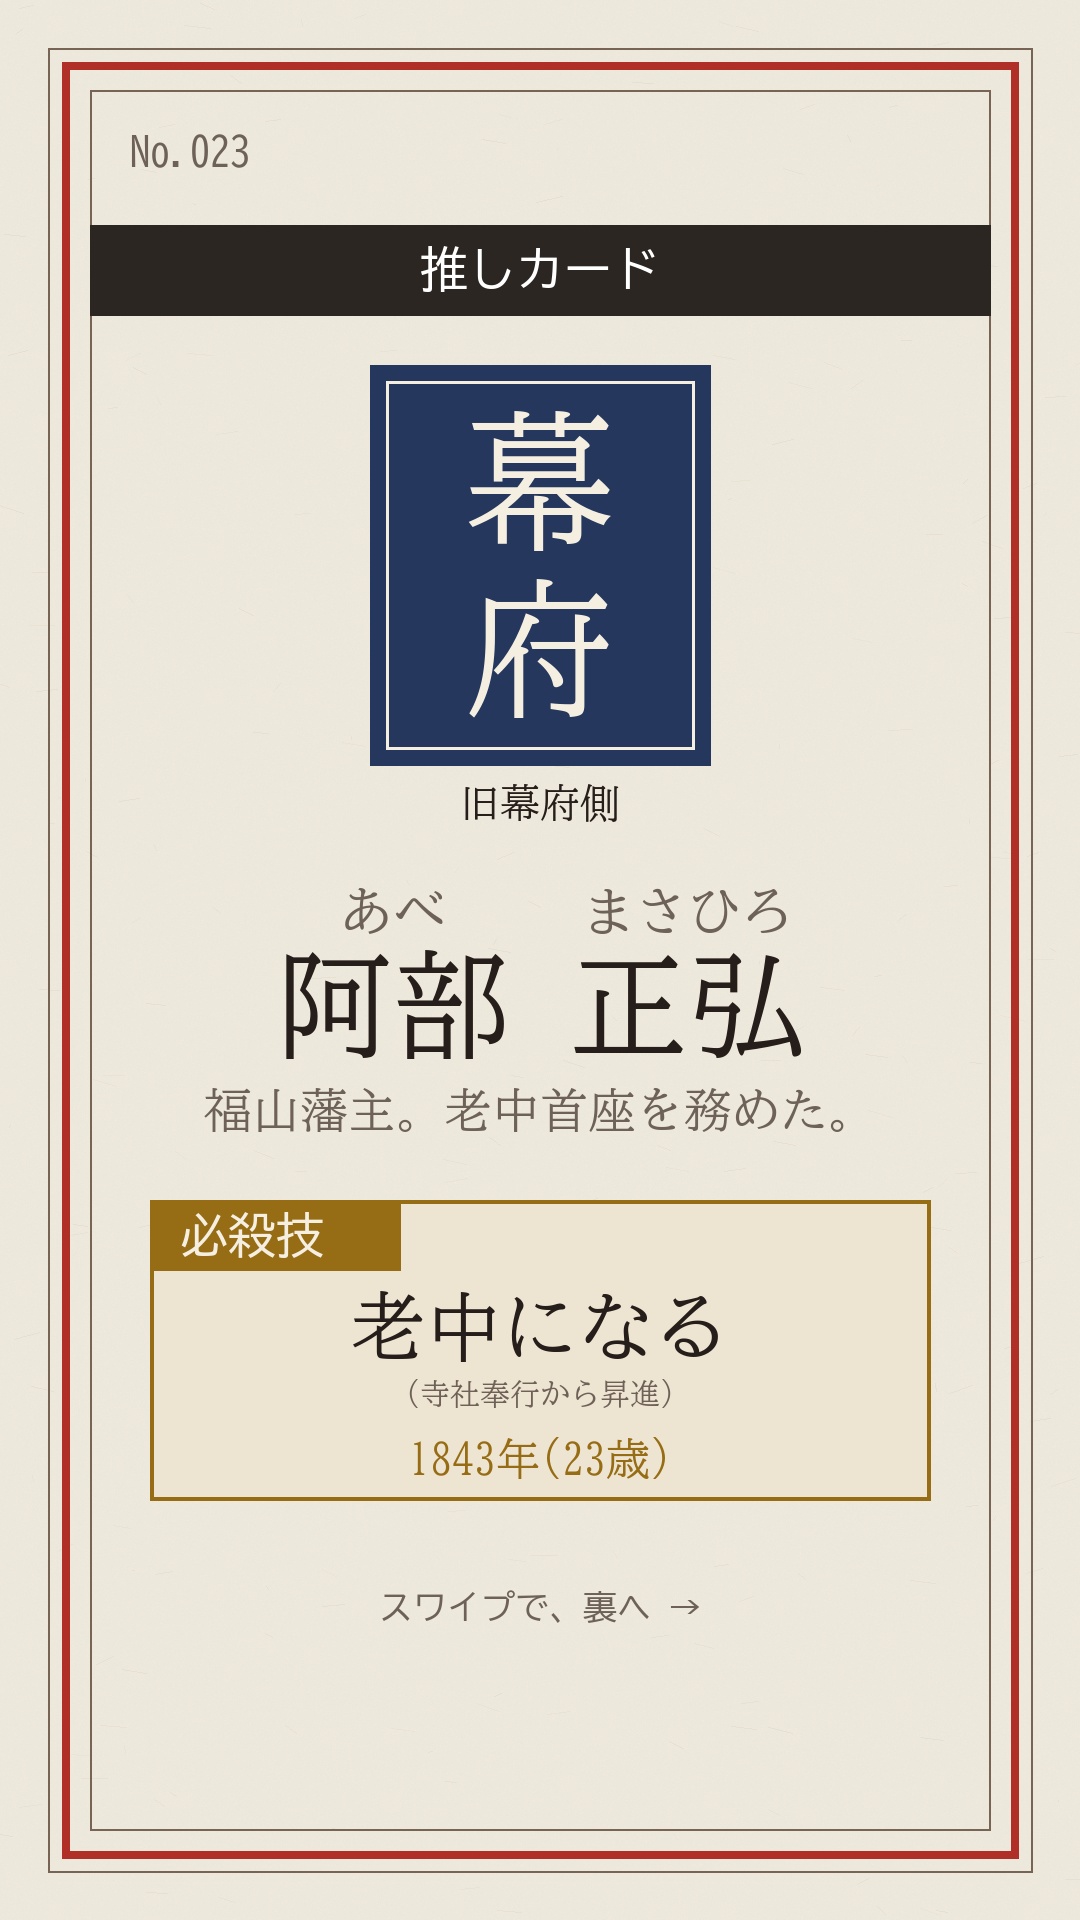 No.023
推しカード
幕
府
旧幕府側
あべ まさひろ
阿部 正弘
福山藩主。老中首座を務めた。
必殺技
老中になる
（寺社奉行から昇進）
1843年(23歳)
スワイプで、裏へ →